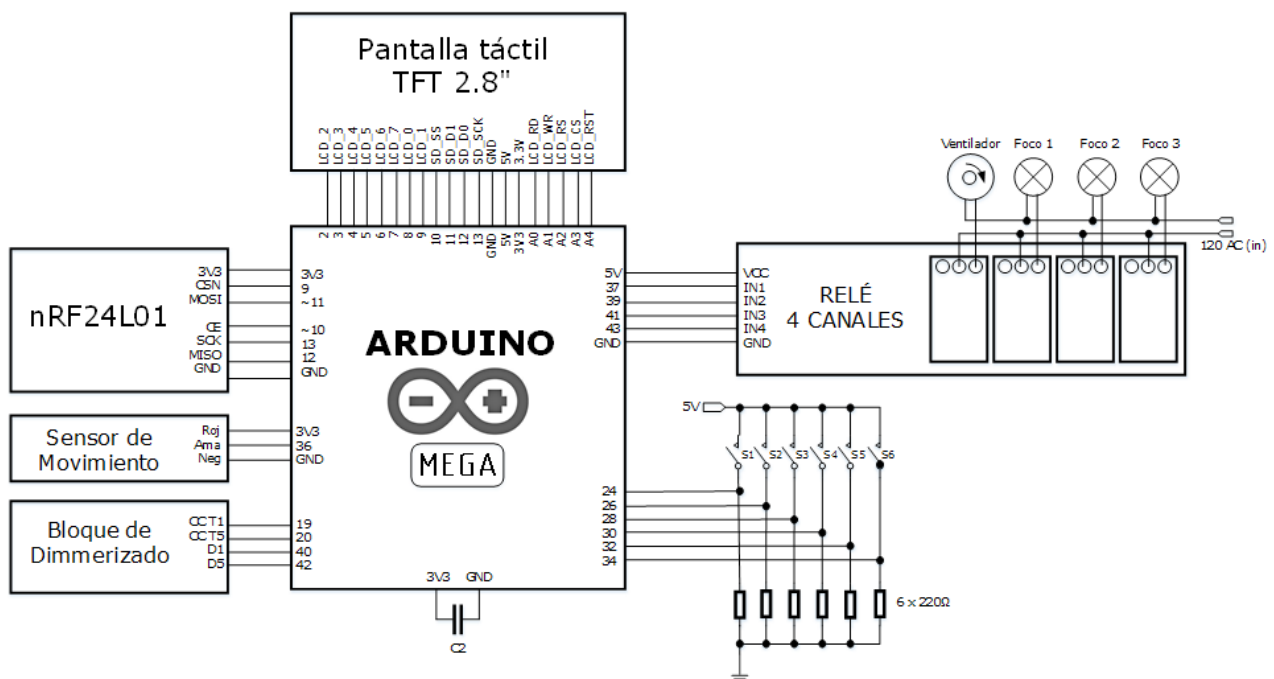 Pantalla táctil
TFT 2.8"
LCD_2
LCD_3
LCD_4
LCD_5
LCD_6
LCD_7
LCD_0
LCD_1
SD_SS
SD_D1
SD_D0
SD_SCK
GND
5V
3.3V
LCD_RD
LCD_WR
LCD_RS
LCD_CS
LCD_RST
2
3
4
5
6
7
8
9
10
11
12
13
GND
5V
3V3
A0
A1
A2
A3
A4
nRF24L01
3V3
CSN
MOSI
CE
SCK
MISO
GND
3V3
9
~11
~10
13
12
GND
Sensor de
Movimiento
Roj
Ama
Neg
3V3
36
GND
Bloque de
Dimmerizado
CCT1
CCT5
D1
D5
19
20
40
42
ARDUINO
MEGA
3V3
GND
C2
5V
37
39
41
43
GND
VCC
IN1
IN2
IN3
IN4
GND
RELÉ
4 CANALES
Ventilador
Foco 1
Foco 2
Foco 3
120 AC (in)
5V
S1
S2
S3
S4
S5
S6
24
26
28
30
32
34
6 x 220Ω